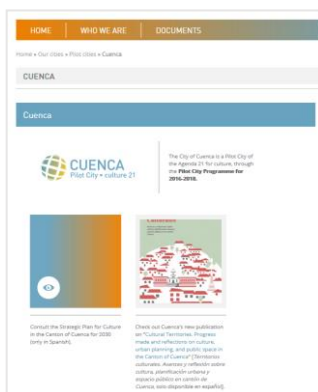 HOME WHO WE ARE DOCUMENTS
Home » Our cities » Pilot cities » Cuenca
CUENCA
Cuenca
CUENCA
Pilot City • culture 21
The City of Cuenca is a Pilot City of
the Agenda 21 for culture, through
the Pilot City Programme for
2016-2018.
Consult the Strategic Plan for Culture
in the Canton of Cuenca for 2030
(only in Spanish).
Check out Cuenca's new publication
on "Cultural Territories. Progress
made and reflections on culture,
urban planning, and public space in
the Canton of Cuenca" [Territorios
culturales. Avances y reflexión sobre
cultura, planificación urbana y
espacio público en cantón de
Cuenca, solo disponible en español].